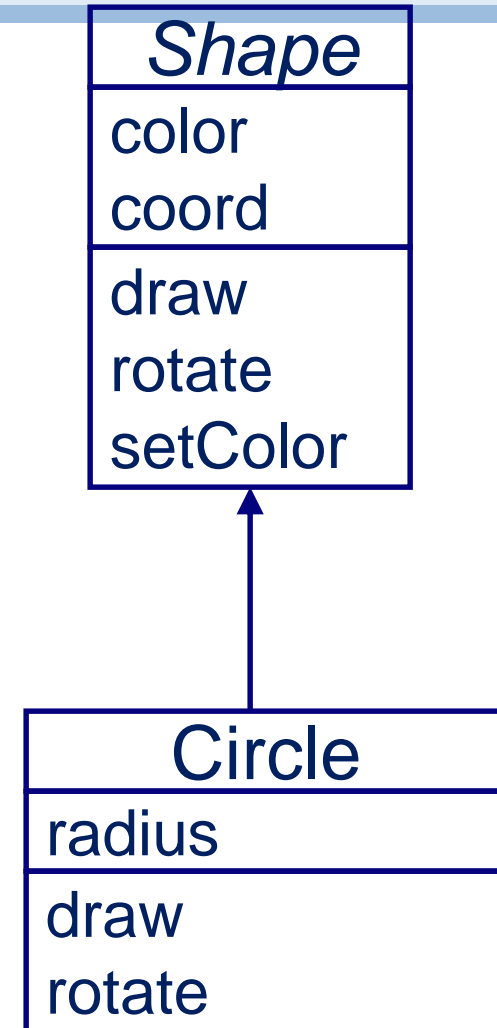 Shape
color
coord
draw
rotate
setColor
Circle
radius
draw
rotate